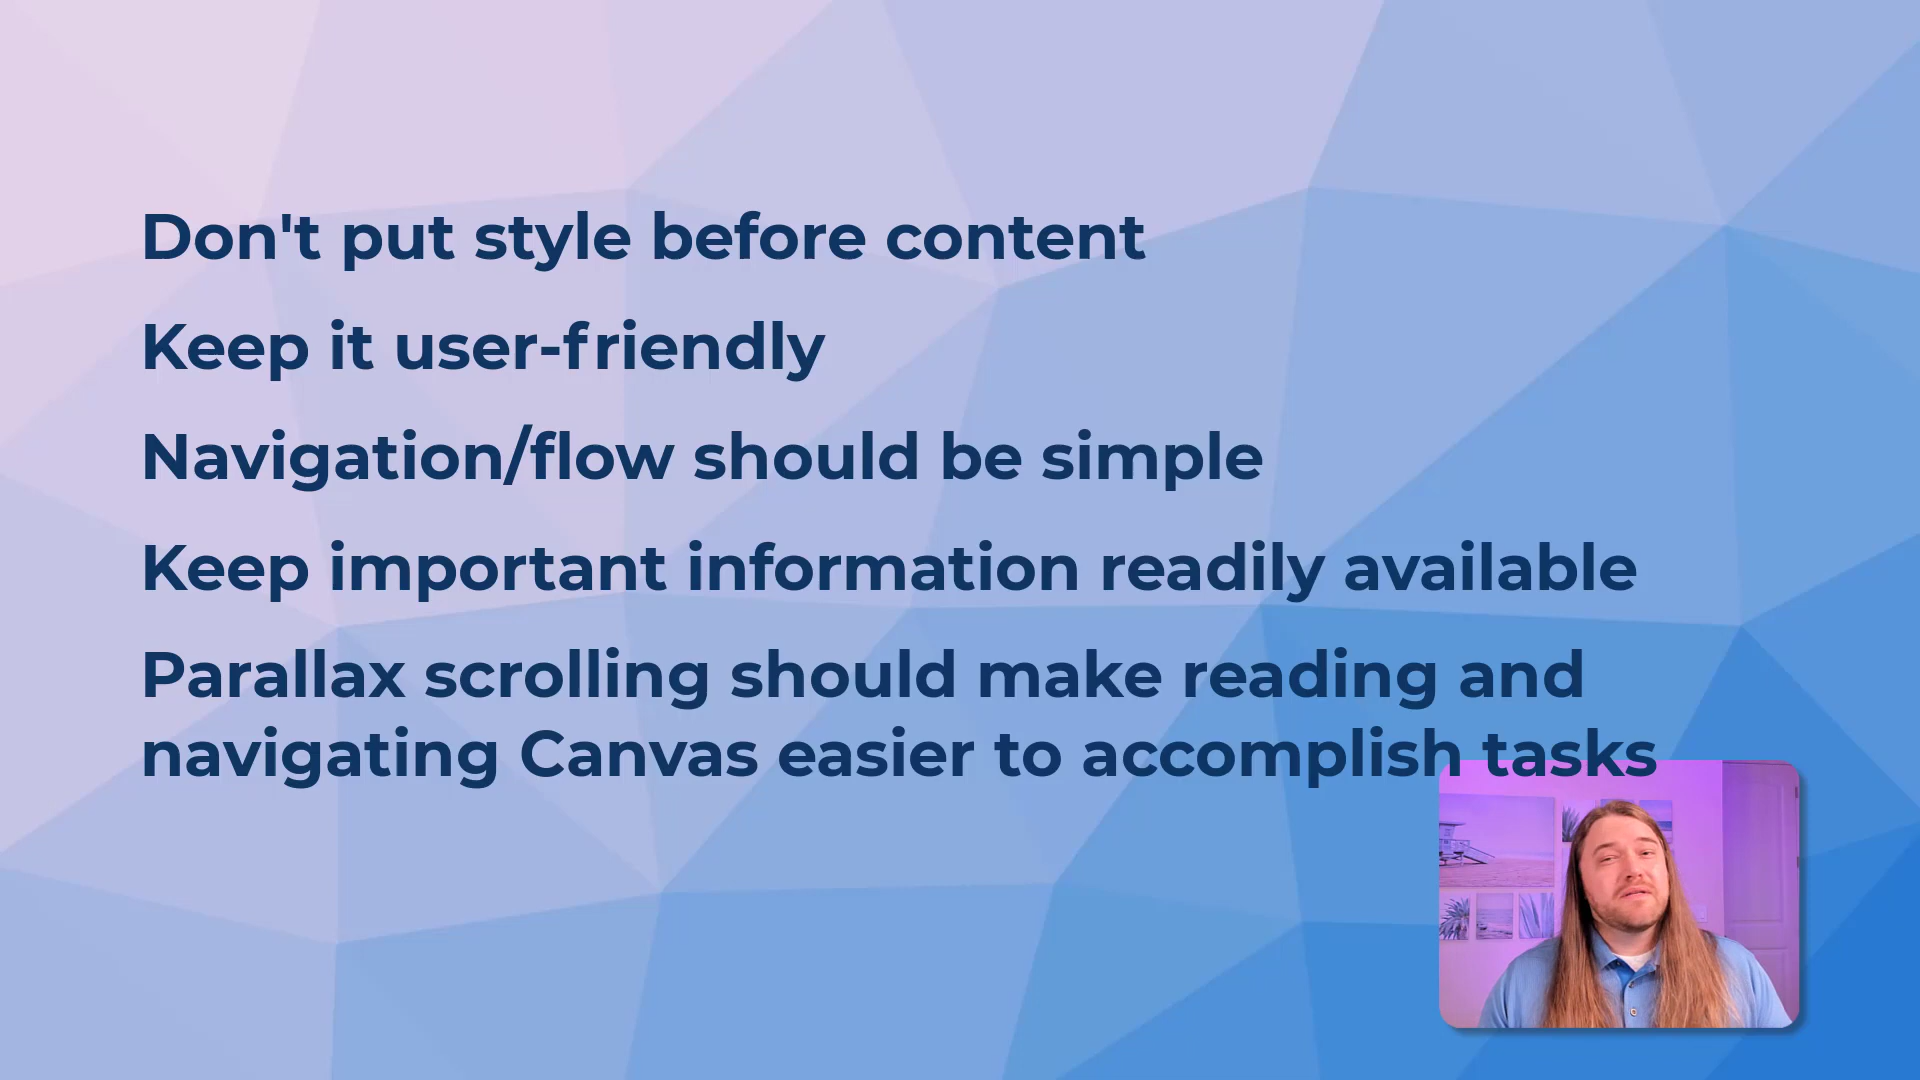 Don't put style before content
Keep it user-friendly
Navigation/flow should be simple
Keep important information readily available
Parallax scrolling should make reading and
navigating Canvas easier to accomplish tasks